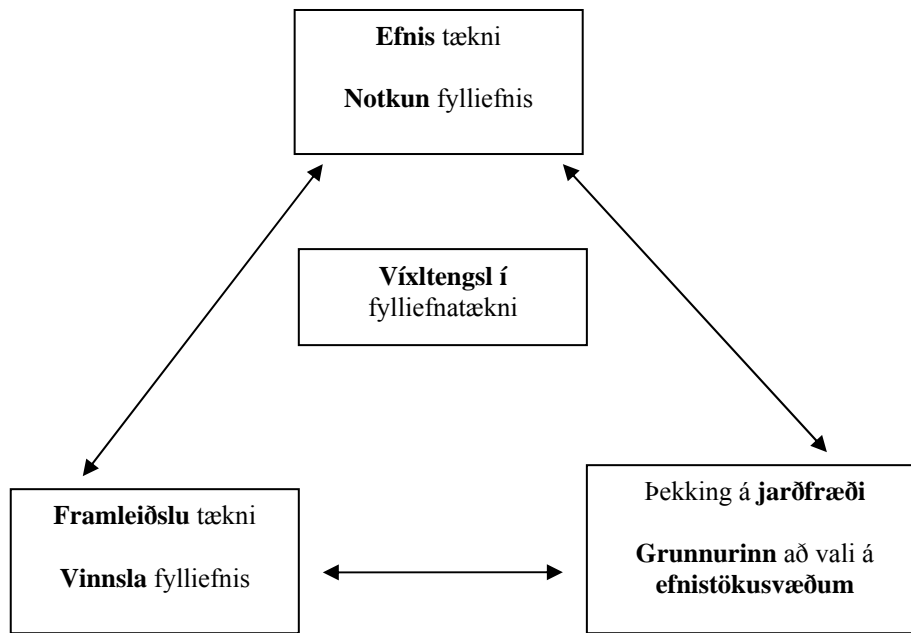 Efnis tækni
Notkun fylliefnis
Víxltengsl í
fylliefnatækni
Framleiðslu tækni
Vinnsla fylliefnis
Þekking á jarðfræði
Grunnurinn að vali á
efnistökusvæðum